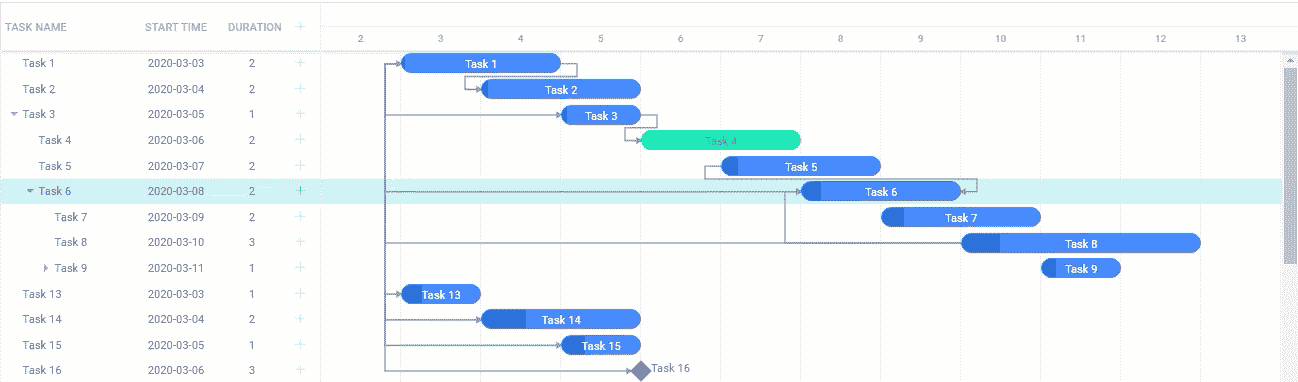 TASK NAME START TIME DURATION +
2 3 4 5 6 7 8 9 10 11 12 13
Task 1 2020-03-03 2 + Task 1
Task 2 2020-03-04 2 + Task 2
Task 3 2020-03-05 1 + Task 3
Task 4 2020-03-06 2 + Task 4
Task 5 2020-03-07 2 + Task 5
Task 6 2020-03-08 2 + Task 6
Task 7 2020-03-09 2 + Task 7
Task 8 2020-03-10 3 + Task 8
Task 9 2020-03-11 1 + Task 9
Task 13 2020-03-03 1 + Task 13
Task 14 2020-03-04 2 + Task 14
Task 15 2020-03-05 1 + Task 15
Task 16 2020-03-06 3 + Task 16